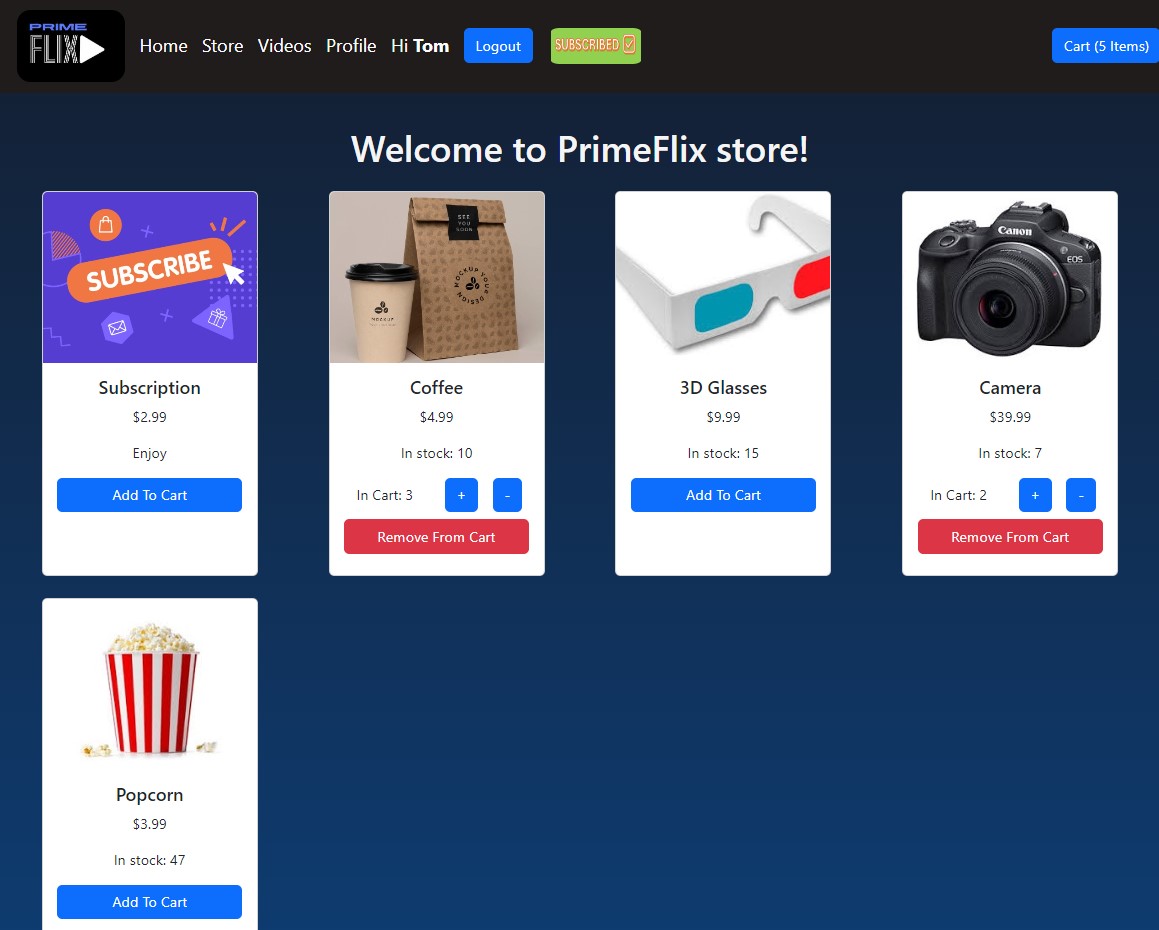 PRIME
FLIX
Home Store Videos Profile Hi Tom Logout SUBSCRIBED Cart (5 Items)
Welcome to PrimeFlix store!
SUBSCRIBE
Subscription
$2.99
Enjoy
Add To Cart
SEE
YOU
SOON
MOCKUP YOUR DESIGN
MOCKUP
Coffee
$4.99
In stock: 10
In Cart: 3 + -
Remove From Cart
3D Glasses
$9.99
In stock: 15
Add To Cart
Canon
EOS
Camera
$39.99
In stock: 7
In Cart: 2 + -
Remove From Cart
Popcorn
$3.99
In stock: 47
Add To Cart